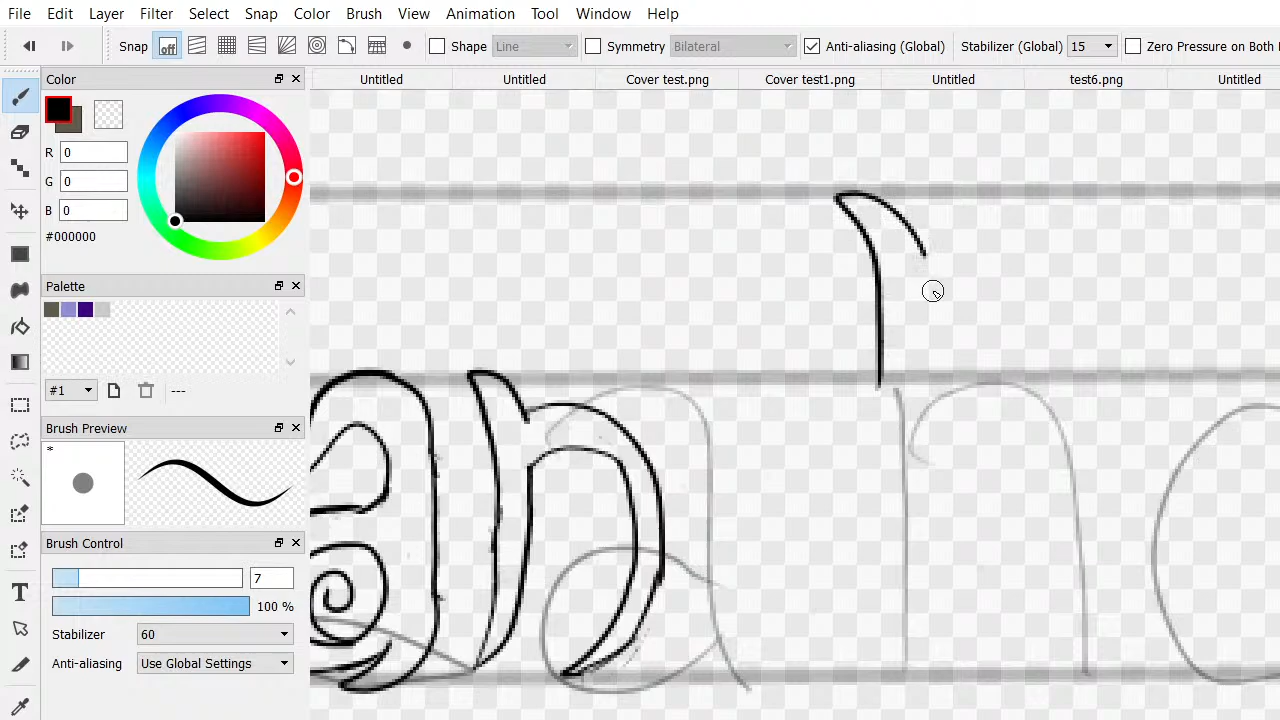 File Edit Layer Filter Select Snap Color Brush View Animation Tool Window Help
Snap off Shape Line Symmetry Bilateral Anti-aliasing (Global) Stabilizer (Global) 15 Zero Pressure on Both
Untitled Untitled Cover test.png Cover test1.png Untitled test6.png Untitled
Color
R 0
G 0
B 0
#000000
Palette
#1 ---
Brush Preview
*
Brush Control
7
100 %
Stabilizer 60
Anti-aliasing Use Global Settings